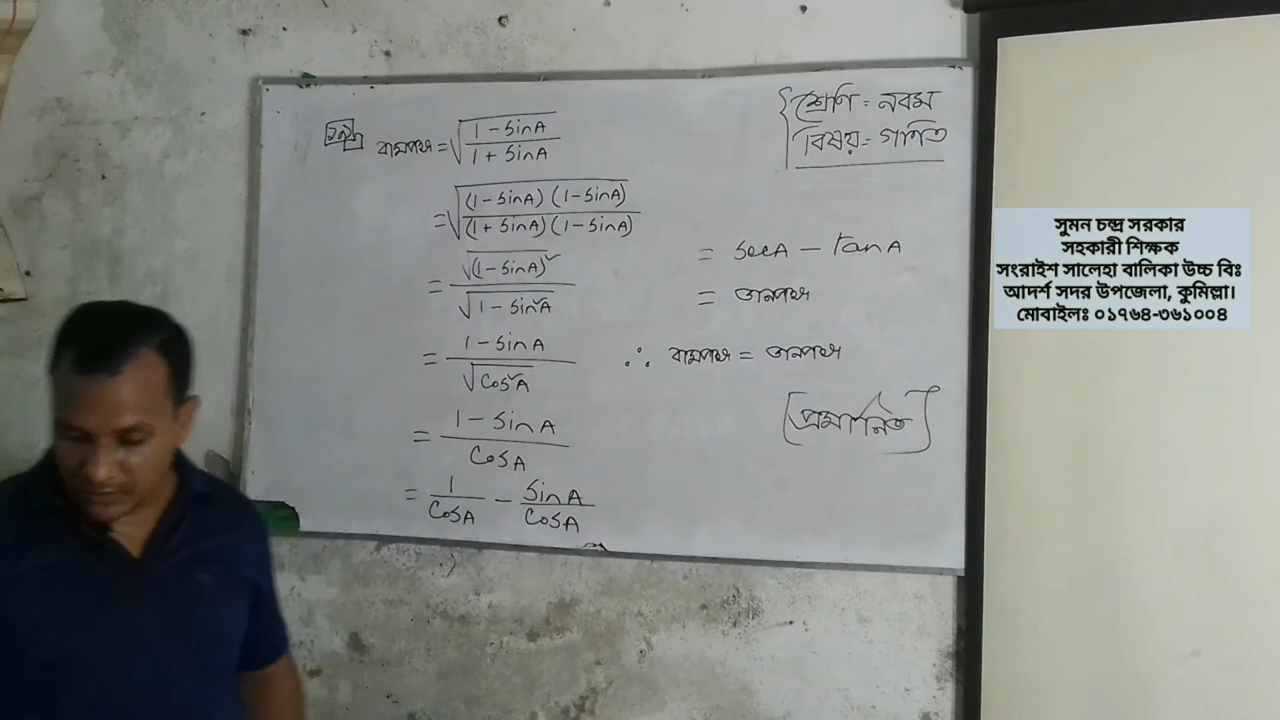 বামপক্ষ = √((1 - sinA)/(1 + sinA))
= √((1 - sinA) (1 - sinA)/(1 + sinA) (1 - sinA))
= √(1 - sinA)²/√(1 - sin²A)
= (1 - sinA)/√(cos²A)
= (1 - sinA)/cosA
= 1/cosA - sinA/cosA
= secA - tanA
= ডানপক্ষ
∴ বামপক্ষ = ডানপক্ষ
[প্রমাণিত]
শ্রেণি : নবম
বিষয় : গণিত
সুমন চন্দ্র সরকার
সহকারী শিক্ষক
সংরাইশ সালেহা বালিকা উচ্চ বিঃ
আদর্শ সদর উপজেলা, কুমিল্লা।
মোবাইলঃ ০১৭৬৪-৩৬১০০৪